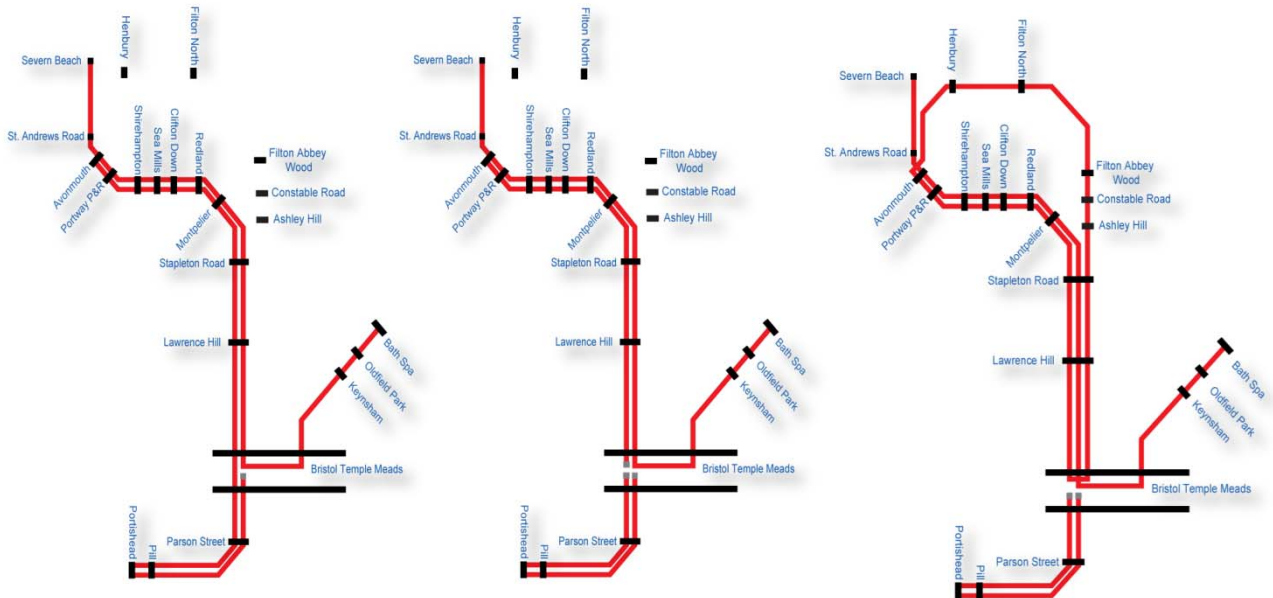 Henbury
Filton North
Severn Beach
St. Andrews Road
Shirehampton
Sea Mills
Clifton Down
Redland
Avonmouth
Portway P&R
Montpelier
Filton Abbey
Wood
Constable Road
Ashley Hill
Stapleton Road
Lawrence Hill
Bath Spa
Oldfield Park
Keynsham
Bristol Temple Meads
Parson Street
Portishead
Pill
Henbury
Filton North
Severn Beach
St. Andrews Road
Shirehampton
Sea Mills
Clifton Down
Redland
Avonmouth
Portway P&R
Montpelier
Filton Abbey
Wood
Constable Road
Ashley Hill
Stapleton Road
Lawrence Hill
Bath Spa
Oldfield Park
Keynsham
Bristol Temple Meads
Parson Street
Portishead
Pill
Henbury
Filton North
Severn Beach
St. Andrews Road
Shirehampton
Sea Mills
Clifton Down
Redland
Avonmouth
Portway P&R
Montpelier
Filton Abbey
Wood
Constable Road
Ashley Hill
Stapleton Road
Lawrence Hill
Bath Spa
Oldfield Park
Keynsham
Bristol Temple Meads
Parson Street
Portishead
Pill